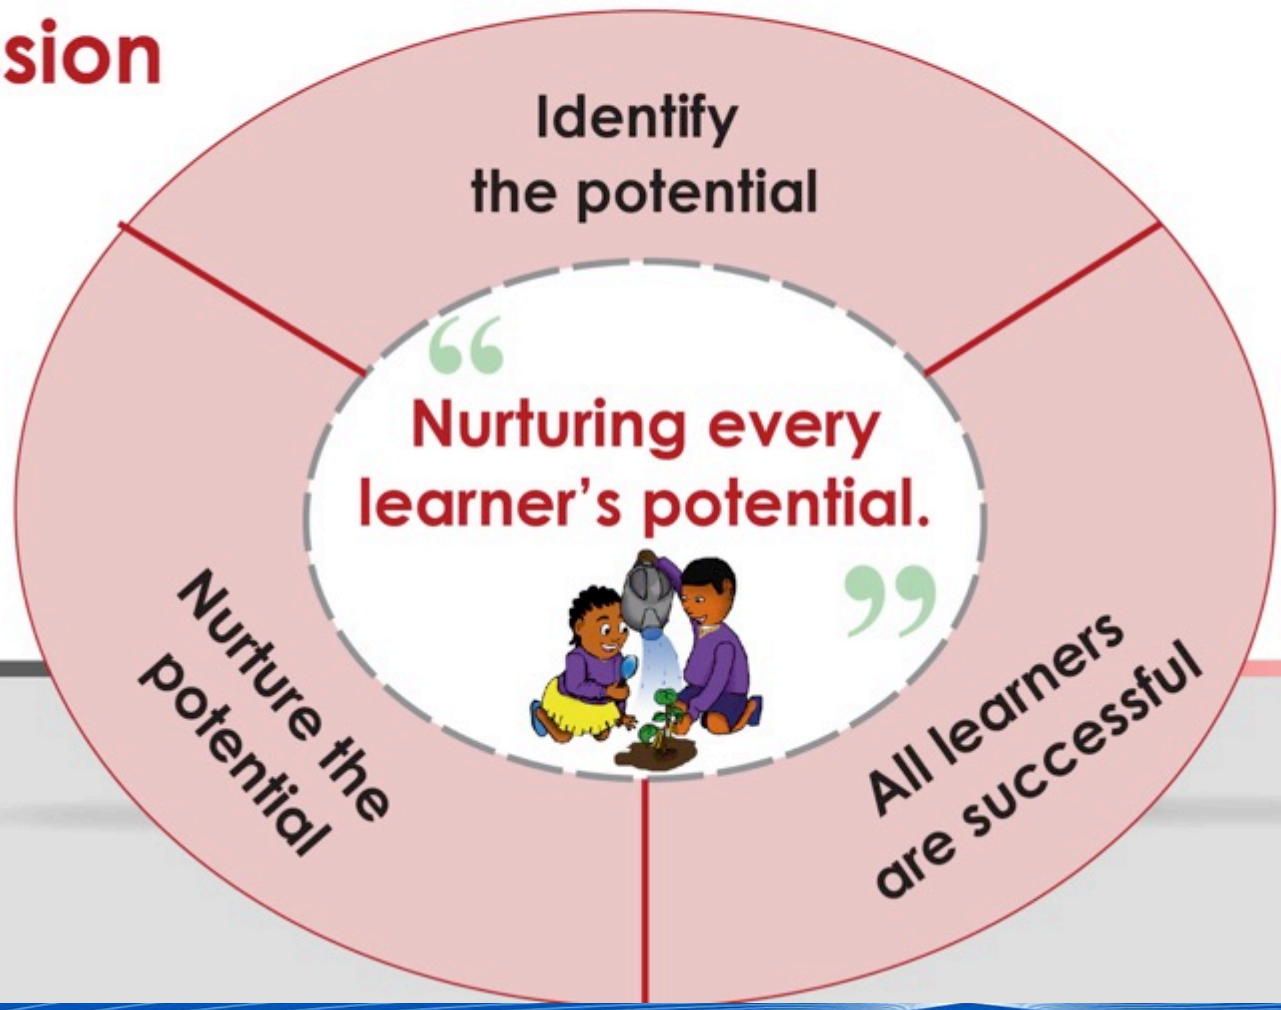 sion
Identify
the potential
“
Nurturing every
learner’s potential.
”
Nurture the
potential
All learners
are successful